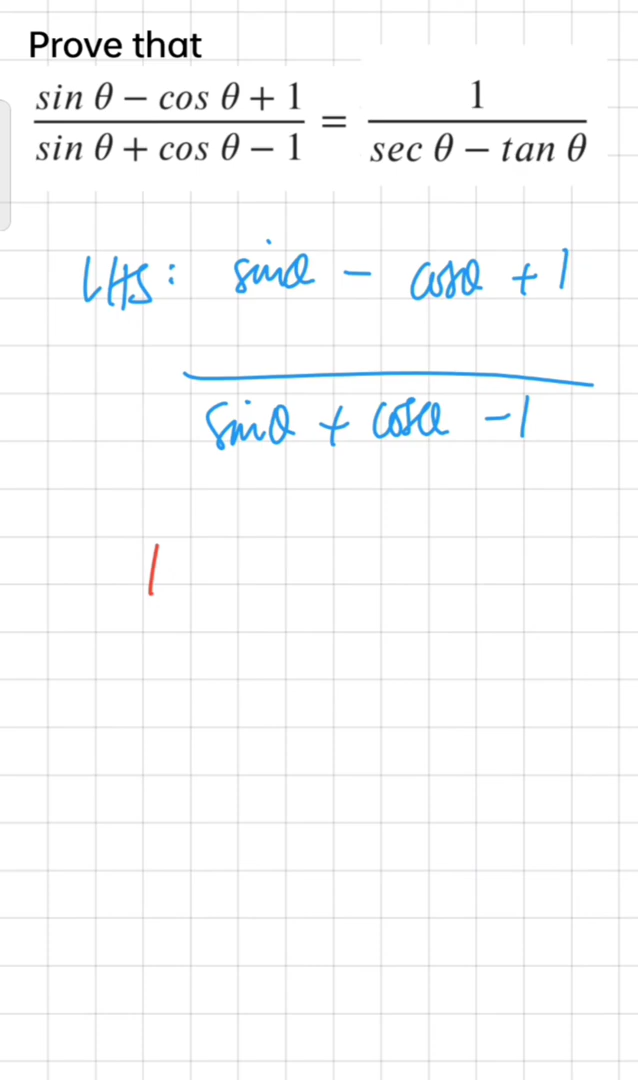 Prove that
sin θ − cos θ + 1 / sin θ + cos θ − 1 = 1 / sec θ − tan θ
LHS: sinθ − cosθ + 1
sinθ + cosθ − 1